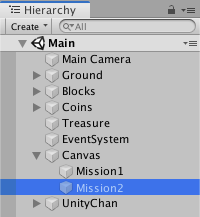 Hierarchy
Create All
Main
Main Camera
Ground
Blocks
Coins
Treasure
EventSystem
Canvas
Mission1
Mission2
UnityChan